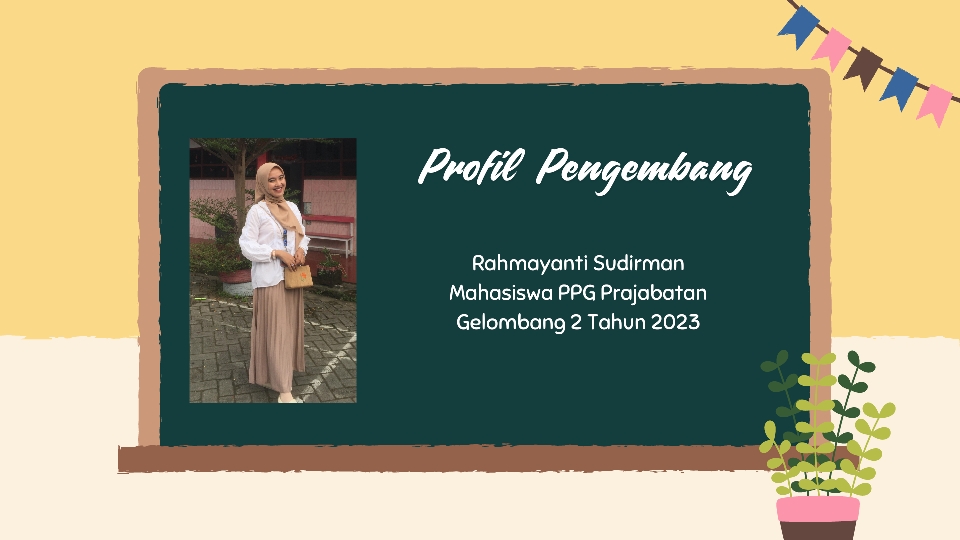 Profil Pengembang
Rahmayanti Sudirman
Mahasiswa PPG Prajabatan
Gelombang 2 Tahun 2023